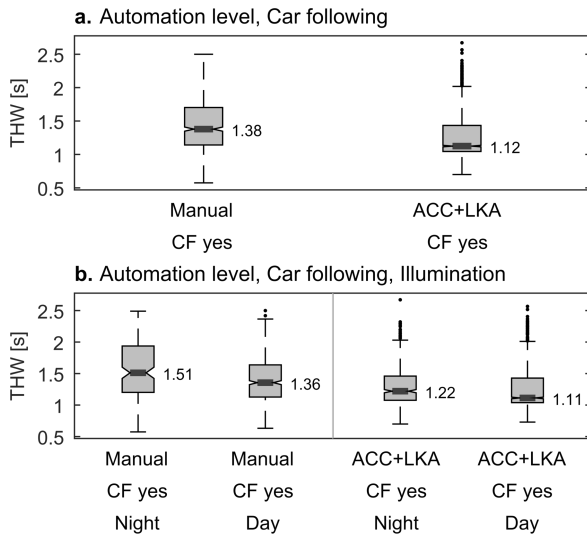 a. Automation level, Car following
THW [s]
2.5
2
1.5
1
0.5
1.38
1.12
Manual
ACC+LKA
CF yes
CF yes
b. Automation level, Car following, Illumination
THW [s]
2.5
2
1.5
1
0.5
1.51
1.36
1.22
1.11
Manual
Manual
ACC+LKA
ACC+LKA
CF yes
CF yes
CF yes
CF yes
Night
Day
Night
Day